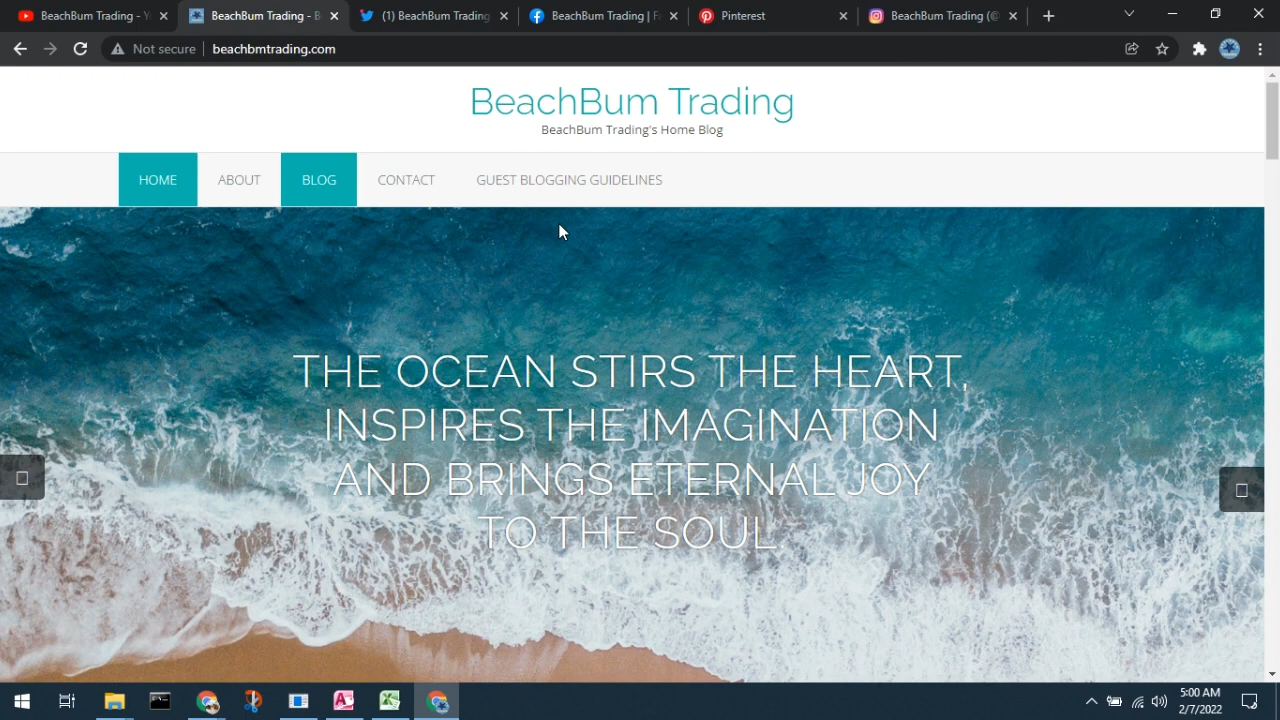 BeachBum Trading - Y
BeachBum Trading - B
(1) BeachBum Trading
BeachBum Trading | F
Pinterest
BeachBum Trading (@
Not secure
beachbmtrading.com
BeachBum Trading
BeachBum Trading's Home Blog
HOME
ABOUT
BLOG
CONTACT
GUEST BLOGGING GUIDELINES
THE OCEAN STIRS THE HEART,
INSPIRES THE IMAGINATION
AND BRINGS ETERNAL JOY
TO THE SOUL.
5:00 AM
2/7/2022